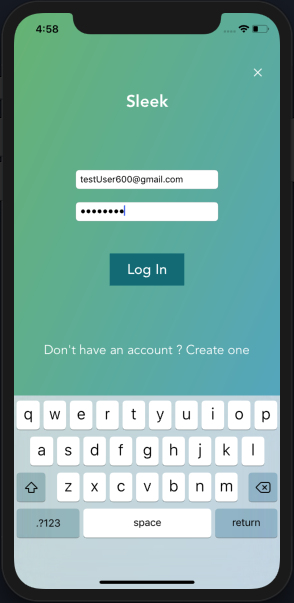 4:58
Sleek
testUser600@gmail.com
Log In
Don't have an account ? Create one
q w e r t y u i o p
a s d f g h j k l
z x c v b n m
.?123 space return